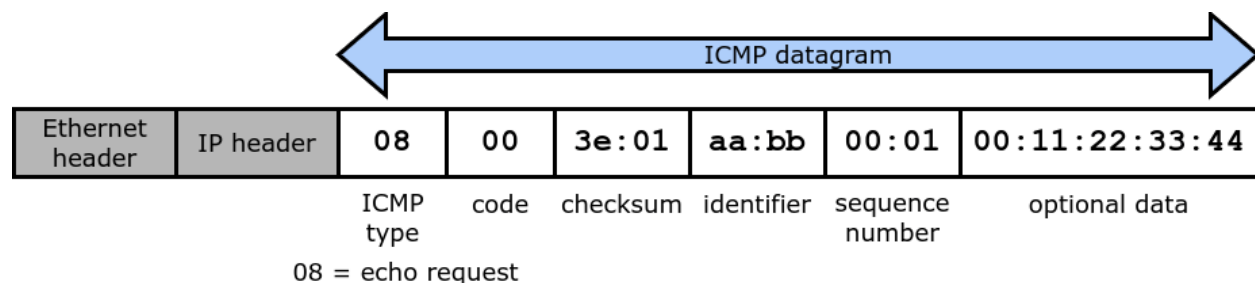 ICMP datagram
Ethernet header IP header 08 00 3e:01 aa:bb 00:01 00:11:22:33:44
ICMP type code checksum identifier sequence number optional data
08 = echo request